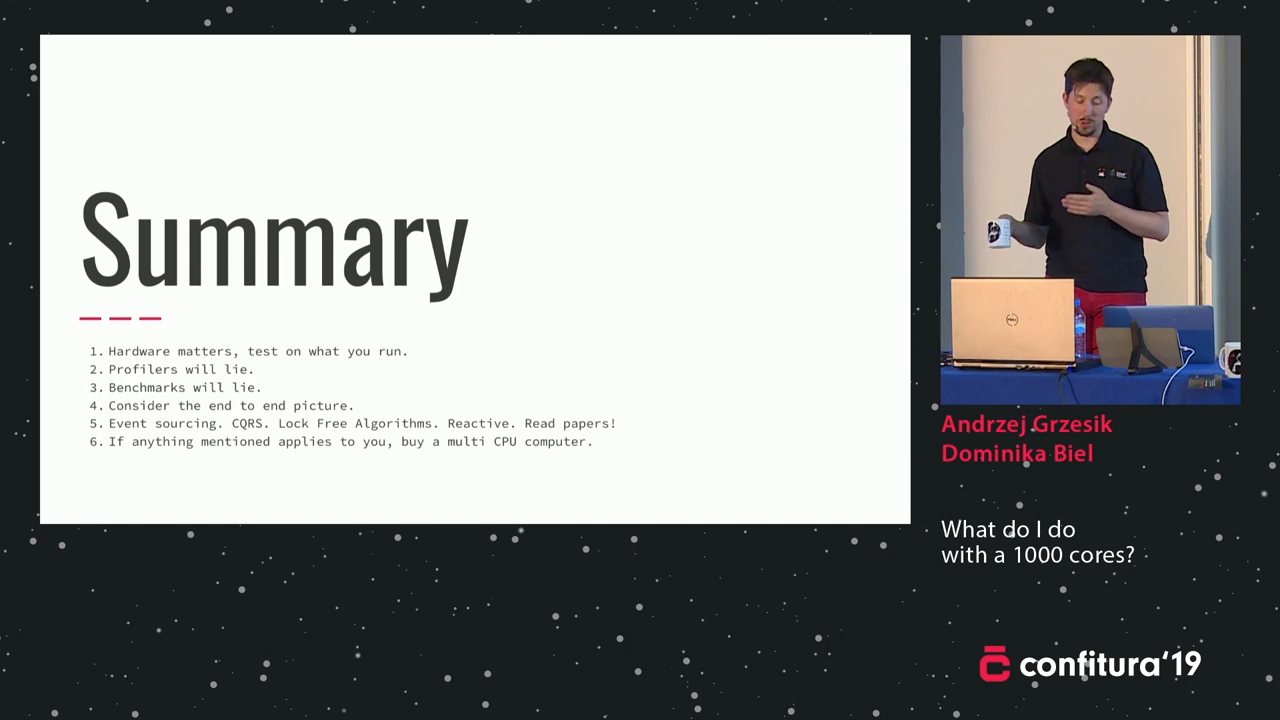 Summary
1. Hardware matters, test on what you run.
2. Profilers will lie.
3. Benchmarks will lie.
4. Consider the end to end picture.
5. Event sourcing. CQRS. Lock Free Algorithms. Reactive. Read papers!
6. If anything mentioned applies to you, buy a multi CPU computer.
DELL
Andrzej Grzesik
Dominika Biel
What do I do
with a 1000 cores?
confitura'19